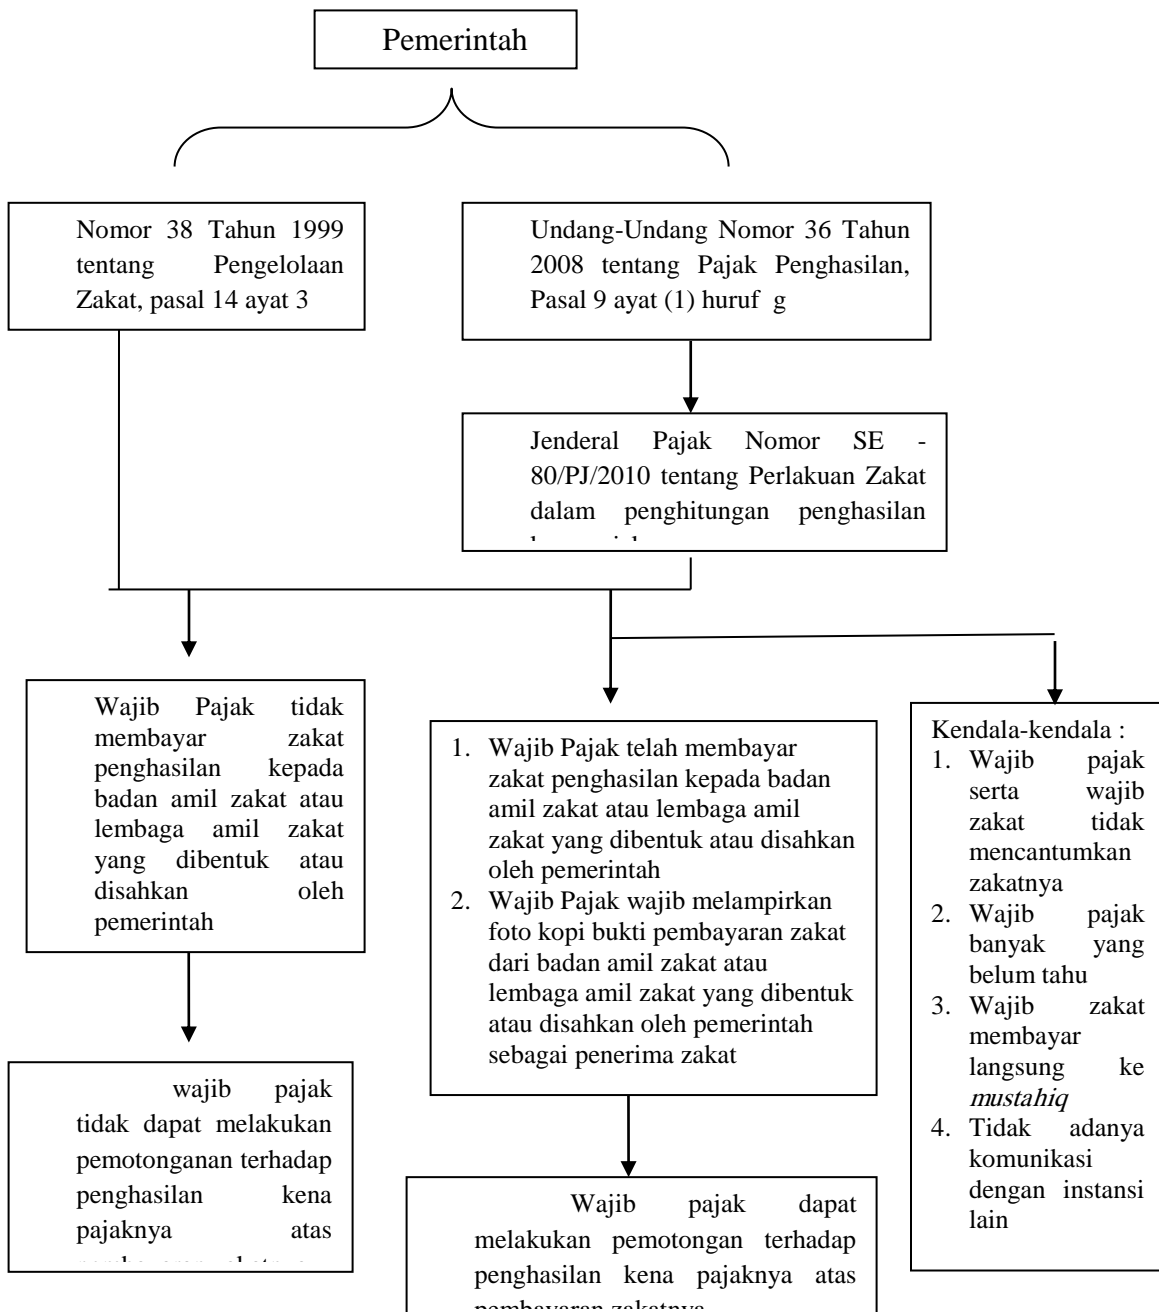 Pemerintah
Nomor 38 Tahun 1999
tentang Pengelolaan
Zakat, pasal 14 ayat 3
Undang-Undang Nomor 36 Tahun
2008 tentang Pajak Penghasilan,
Pasal 9 ayat (1) huruf g
Jenderal Pajak Nomor SE -
80/PJ/2010 tentang Perlakuan Zakat
dalam penghitungan penghasilan
Wajib Pajak tidak
membayar zakat
penghasilan kepada
badan amil zakat atau
lembaga amil zakat
yang dibentuk atau
disahkan oleh
pemerintah
1. Wajib Pajak telah membayar
zakat penghasilan kepada badan
amil zakat atau lembaga amil
zakat yang dibentuk atau disahkan
oleh pemerintah
2. Wajib Pajak wajib melampirkan
foto kopi bukti pembayaran zakat
dari badan amil zakat atau
lembaga amil zakat yang dibentuk
atau disahkan oleh pemerintah
sebagai penerima zakat
Kendala-kendala :
1. Wajib pajak
serta wajib
zakat tidak
mencantumkan
zakatnya
2. Wajib pajak
banyak yang
belum tahu
3. Wajib zakat
membayar
langsung ke
mustahiq
4. Tidak adanya
komunikasi
dengan instansi
lain
wajib pajak
tidak dapat melakukan
pemotonganan terhadap
penghasilan kena
pajaknya atas
Wajib pajak dapat
melakukan pemotongan terhadap
penghasilan kena pajaknya atas
pembayaran zakatnya